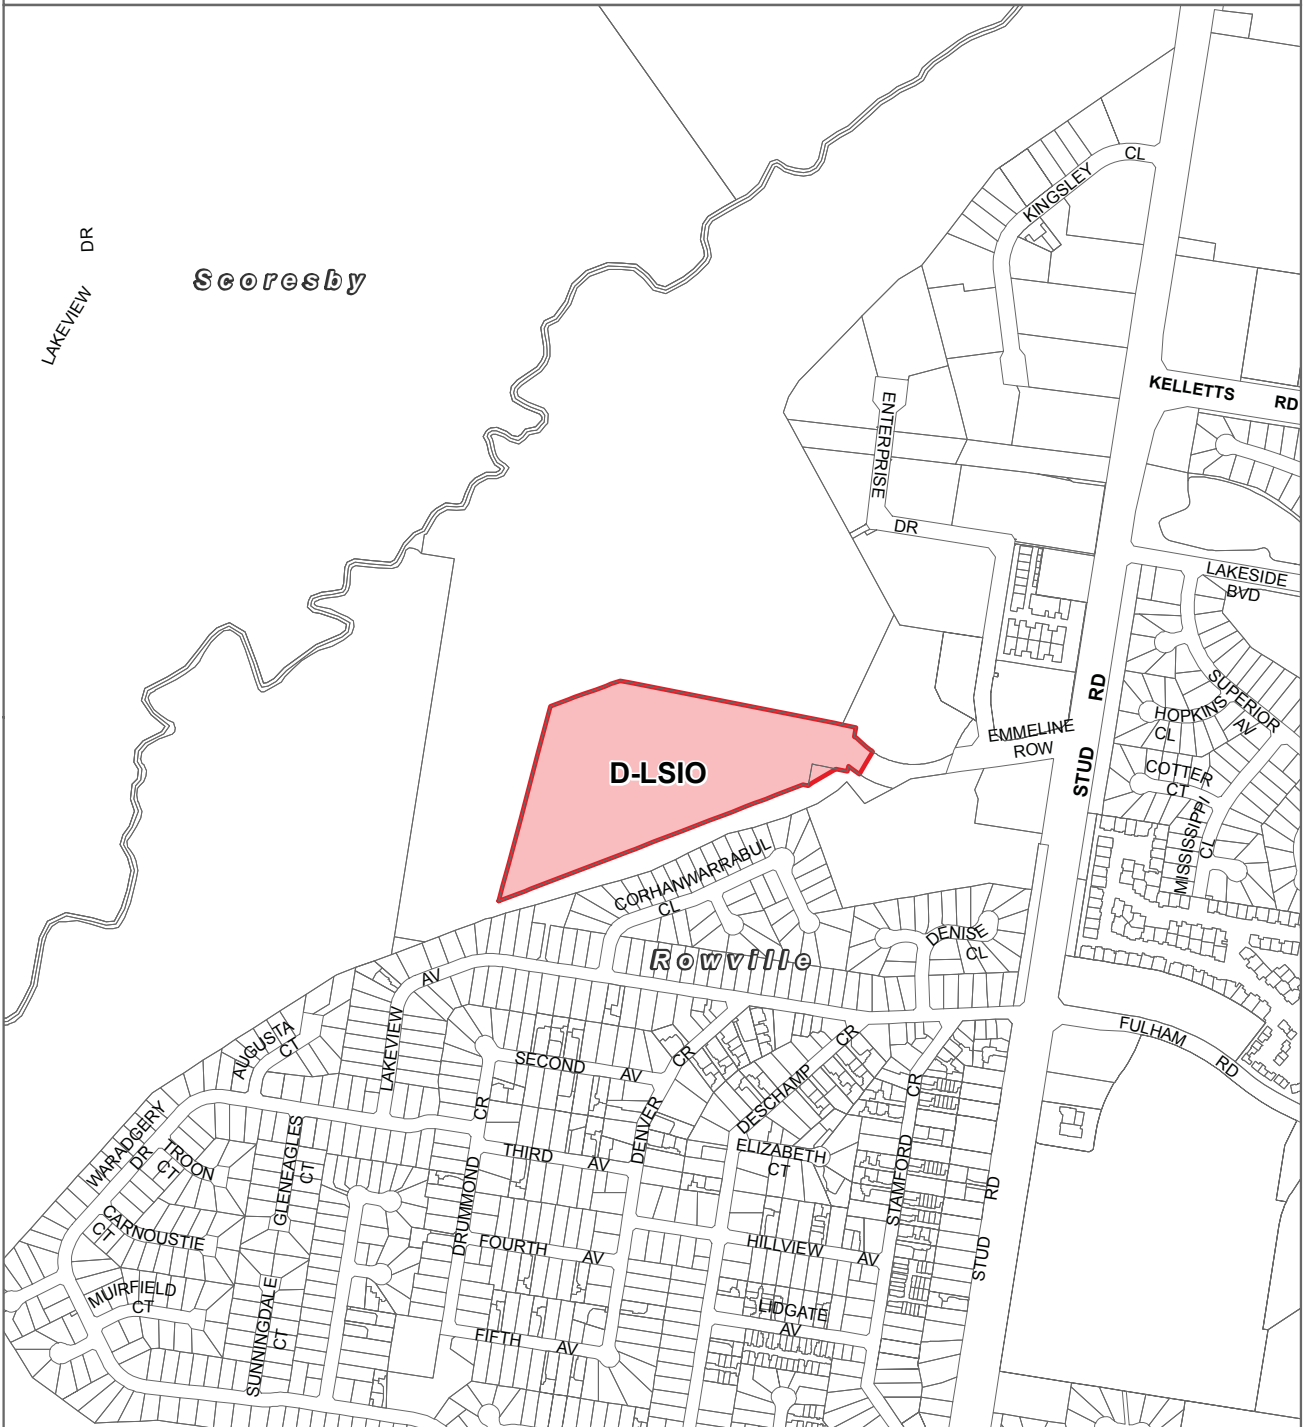 CL
KINGSLEY
DR
LAKEVIEW
Scoresby
KELLETTS RD
ENTERPRISE
DR
LAKESIDE
BVD
STUD RD
SUPERIOR
AV
HOPKINS
CL
EMMELINE
ROW
COTTER
CT
D-LSIO
MISSISSIPPI
CL
CORHANWARRABUL
CL
Rowville
DENISE
CL
AV
LAKEVIEW
AUGUSTA
CT
FULHAM RD
SECOND AV
CR
DENVER
CR
DESCHAMP
CR
STAMFORD
CR
DRUMMOND
WARADGERY
DR
TROON
CT
GLENEAGLES
CT
THIRD AV
ELIZABETH
CT
CARNOUSTIE
CT
FOURTH AV
HILLVIEW AV
STUD RD
MUIRFIELD
CT
SUNNINGDALE
CT
LIDGATE
AV
FIFTH AV